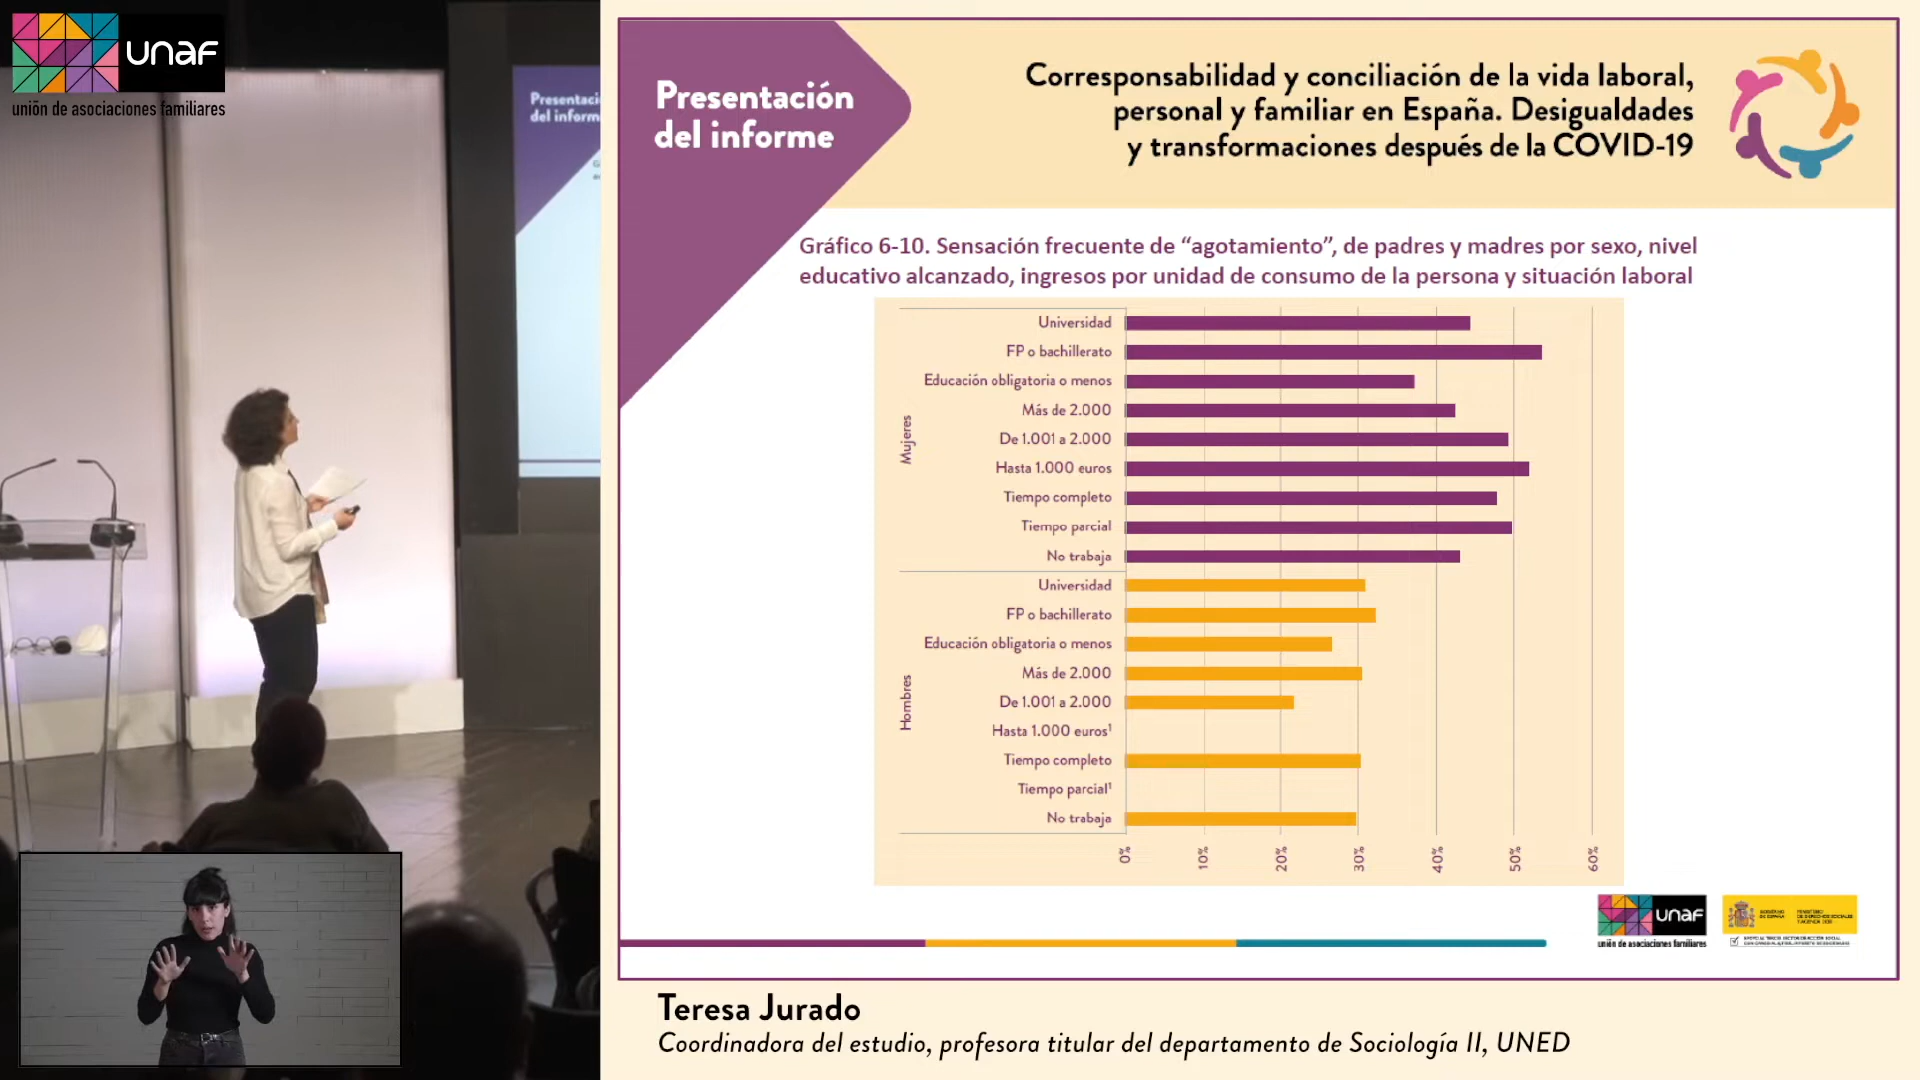 unaf
unión de asociaciones familiares
Presentación
del informe
Corresponsabilidad y conciliación de la vida laboral,
personal y familiar en España. Desigualdades
y transformaciones después de la COVID-19
Gráfico 6-10. Sensación frecuente de “agotamiento”, de padres y madres por sexo, nivel
educativo alcanzado, ingresos por unidad de consumo de la persona y situación laboral
Mujeres
Universidad
FP o bachillerato
Educación obligatoria o menos
Más de 2.000
De 1.001 a 2.000
Hasta 1.000 euros
Tiempo completo
Tiempo parcial
No trabaja
Hombres
Universidad
FP o bachillerato
Educación obligatoria o menos
Más de 2.000
De 1.001 a 2.000
Hasta 1.000 euros¹
Tiempo completo
Tiempo parcial¹
No trabaja
0% 10% 20% 30% 40% 50% 60%
unaf
unión de asociaciones familiares
Teresa Jurado
Coordinadora del estudio, profesora titular del departamento de Sociología II, UNED